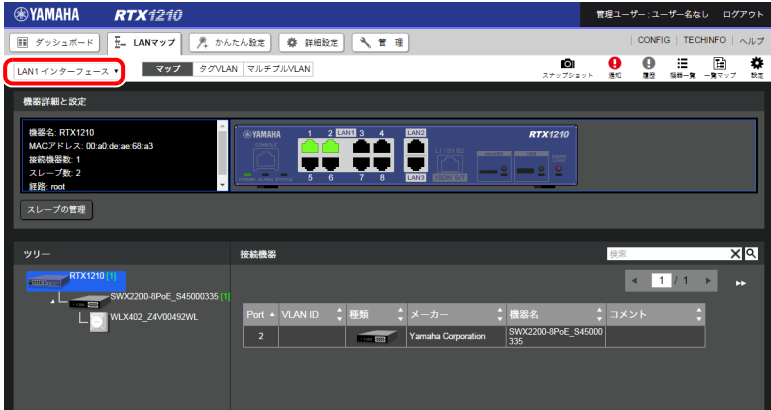 YAMAHA RTX1210 管理ユーザー : ユーザー名なし ログアウト
ダッシュボード LANマップ かんたん設定 詳細設定 管 理 CONFIG TECHINFO ヘルプ
LAN1 インターフェース マップ タグVLAN マルチプルVLAN スナップショット 通知 履歴 機器一覧 一覧マップ 設定
機器詳細と設定
機器名: RTX1210
MACアドレス: 00:a0:de:ae:68:a3
接続機器数: 1
スレーブ数: 2
経路: root
YAMAHA 1 2 LAN1 3 4 LAN2 RTX1210
CONSOLE L1 / B1 B2
POWER ALARM STATUS 5 6 7 8 LAN3 ISDN S/T
スレーブの管理
ツリー 接続機器 検索
RTX1210 [1] 1 / 1
SWX2200-8PoE_S45000335 [1]
WLX402_Z4V00492WL
Port VLAN ID 種類 メーカー 機器名 コメント
2 Yamaha Corporation SWX2200-8PoE_S45000
335